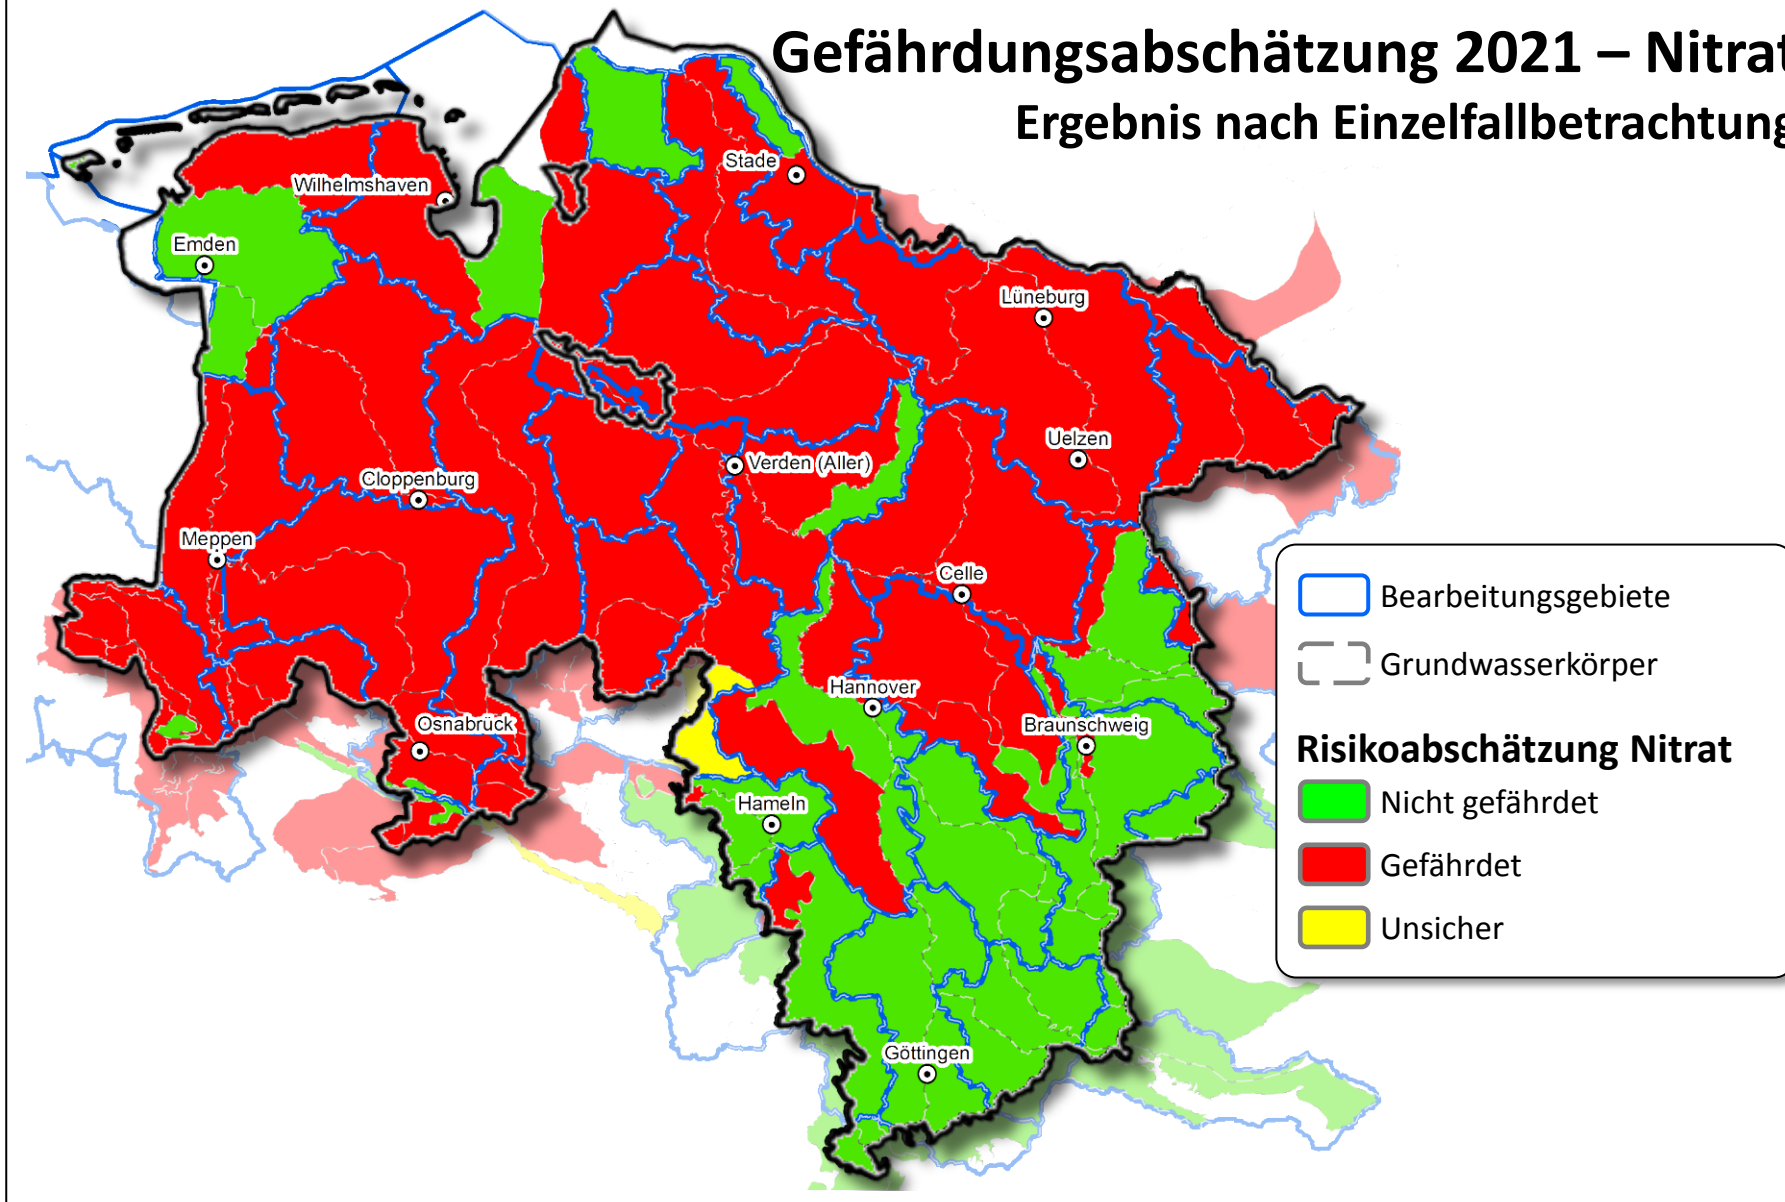 Gefährdungsabschätzung 2021 – Nitrat
Ergebnis nach Einzelfallbetrachtung
Stade
Wilhelmshaven
Emden
Lüneburg
Uelzen
Verden (Aller)
Cloppenburg
Meppen
Celle
Hannover
Osnabrück
Braunschweig
Hameln
Göttingen
Bearbeitungsgebiete
Grundwasserkörper
Risikoabschätzung Nitrat
Nicht gefährdet
Gefährdet
Unsicher